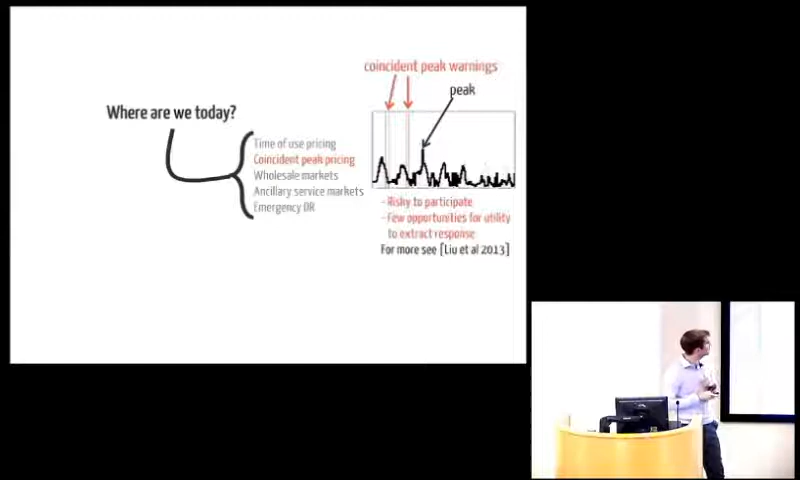 coincident peak warnings
peak
Where are we today?
Time of use pricing
Coincident peak pricing
Wholesale markets
Ancillary service markets
Emergency DR
- Risky to participate
- Few opportunities for utility
to extract response
For more see [Liu et al 2013]